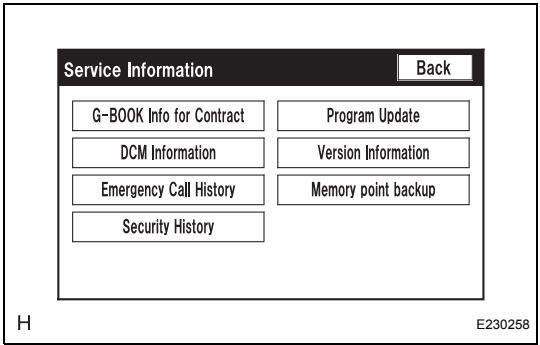 Service Information
Back
G-BOOK Info for Contract
Program Update
DCM Information
Version Information
Emergency Call History
Memory point backup
Security History
H
E230258